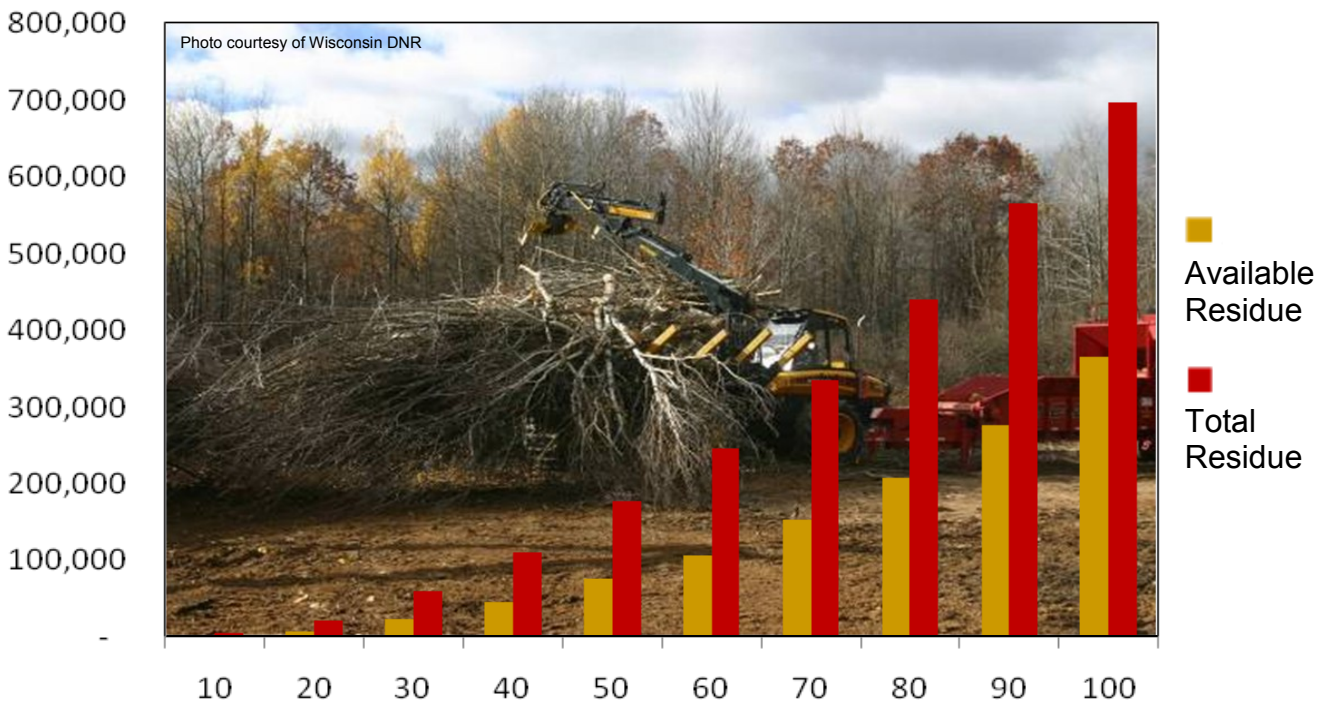 800,000
Photo courtesy of Wisconsin DNR
700,000
600,000
500,000
400,000
300,000
200,000
100,000
-
10 20 30 40 50 60 70 80 90 100
Available
Residue
Total
Residue